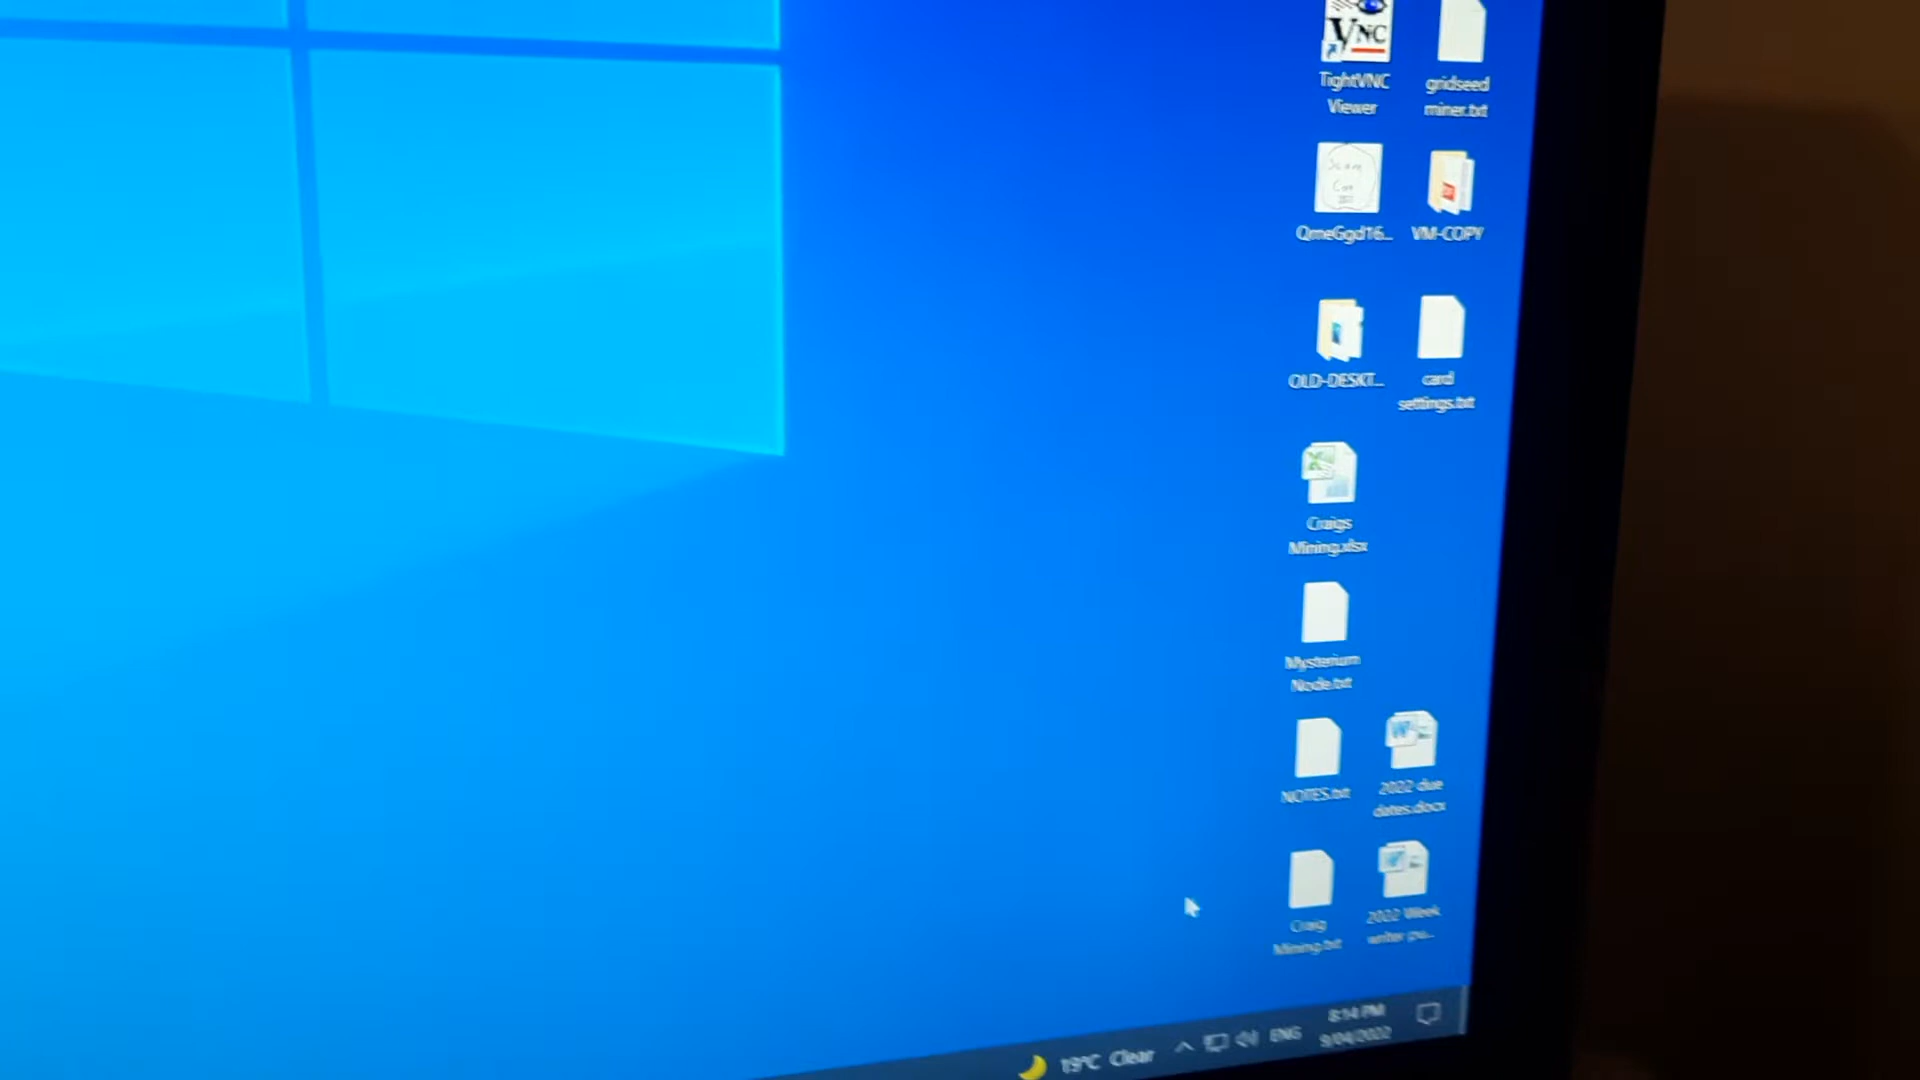 VNC
TightVNC
Viewer
gridseed
miner.txt
Scam
QmeGgd16...
VM-COPY
OLD-DESKT...
card
settings.txt
Craigs
Mining.xlsx
Mysterium
Node.txt
NOTES.txt
2022 due
dates.docx
Craig
Mining.txt
2022 Week
writer pu...
19°C Clear
ENG
8:14 PM
9/04/2022